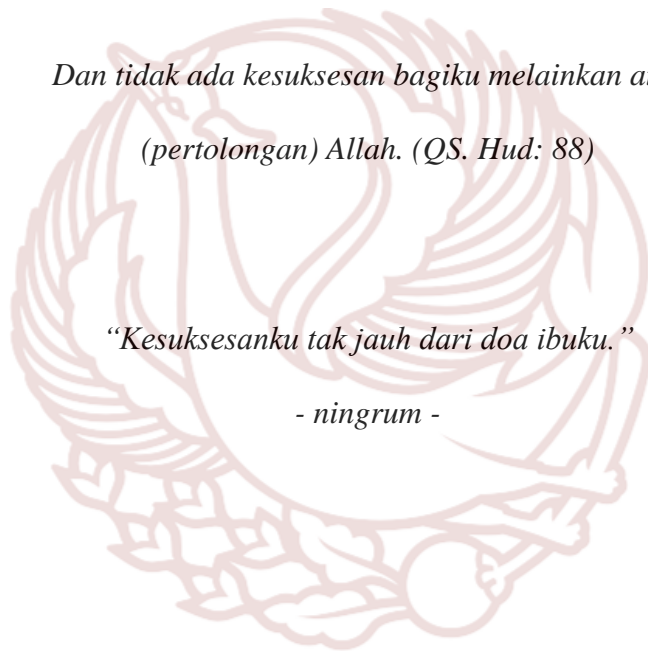 Dan tidak ada kesuksesan bagiku melainkan
(pertolongan) Allah. (QS. Hud: 88)
“Kesuksesanku tak jauh dari doa ibuku.”
- ningrum -